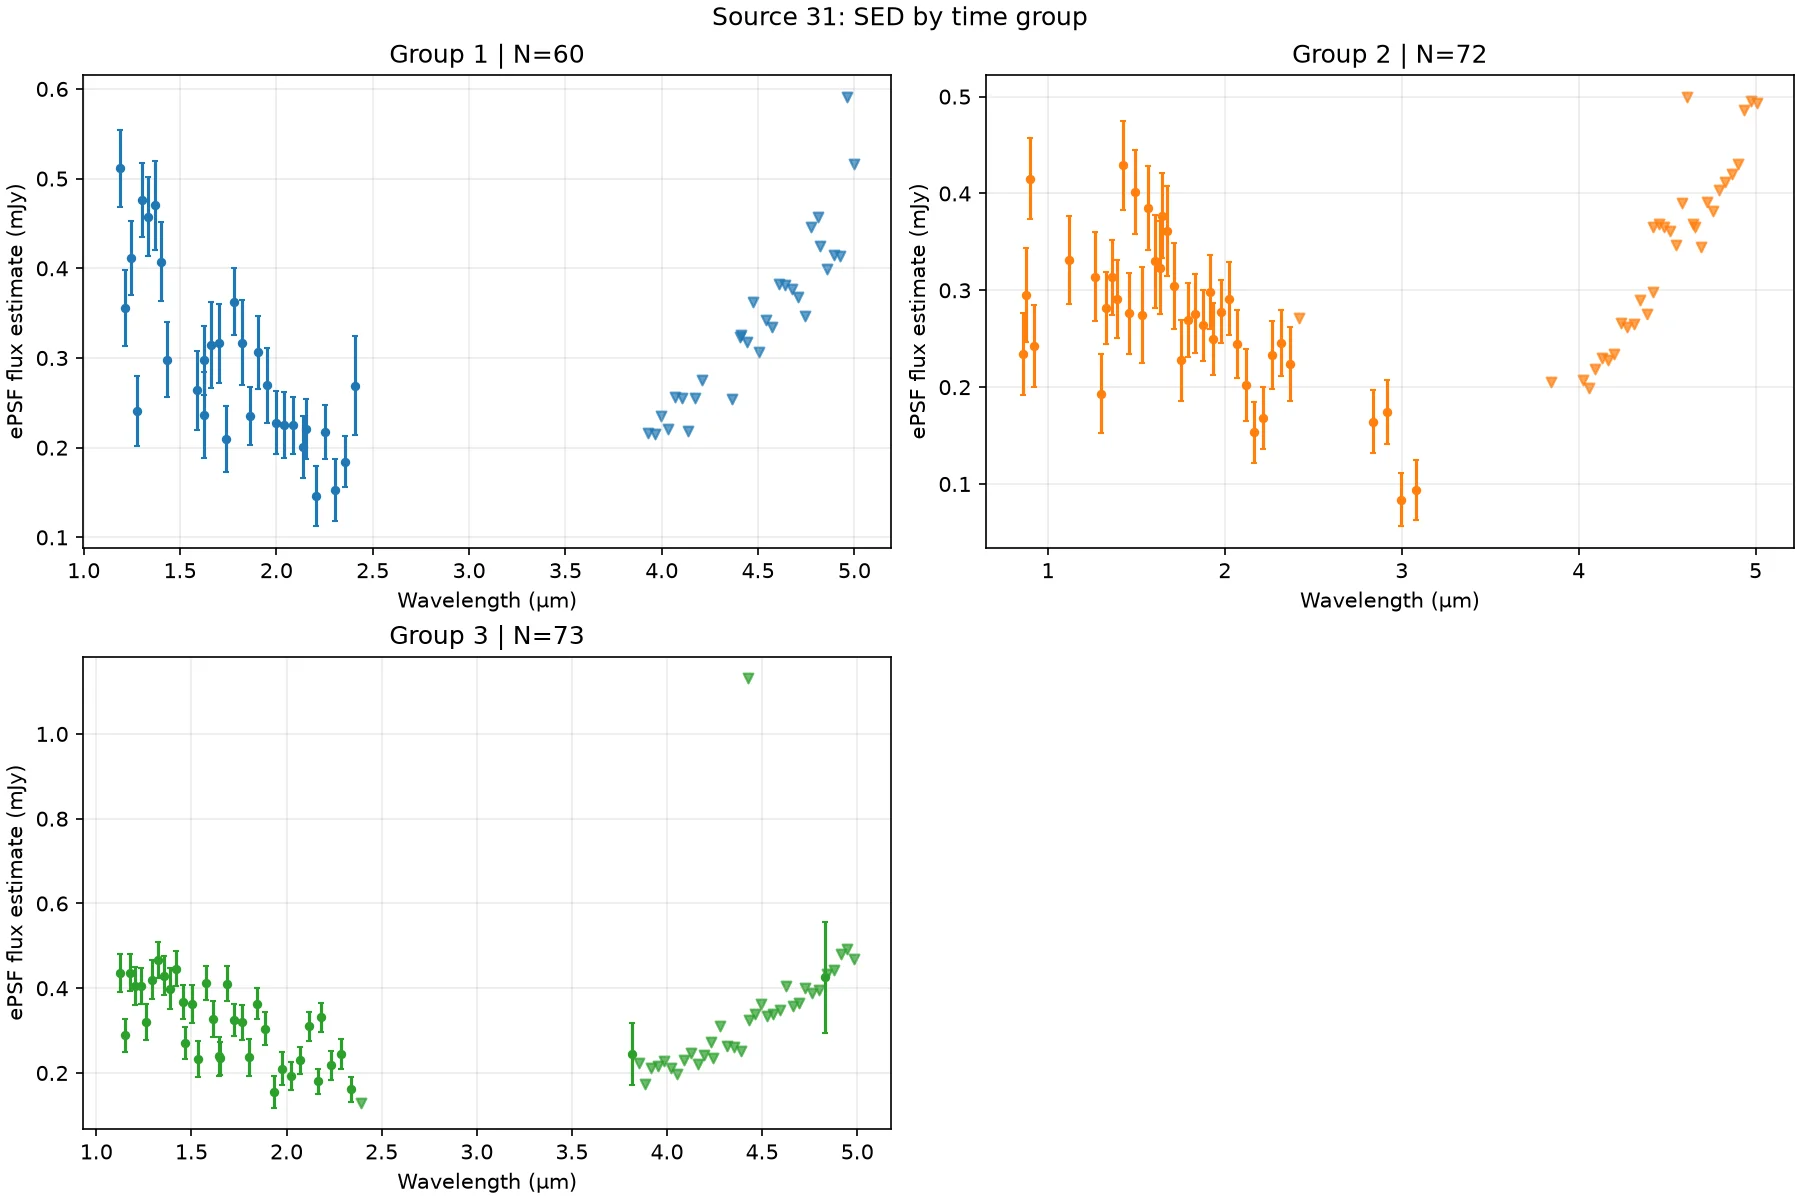 Source 31: SED by time group
Group 1 | N=60
ePSF flux estimate (mJy)
0.6
0.5
0.4
0.3
0.2
0.1
1.0 1.5 2.0 2.5 3.0 3.5 4.0 4.5 5.0
Wavelength (µm)
Group 2 | N=72
ePSF flux estimate (mJy)
0.5
0.4
0.3
0.2
0.1
1 2 3 4 5
Wavelength (µm)
Group 3 | N=73
ePSF flux estimate (mJy)
1.0
0.8
0.6
0.4
0.2
1.0 1.5 2.0 2.5 3.0 3.5 4.0 4.5 5.0
Wavelength (µm)